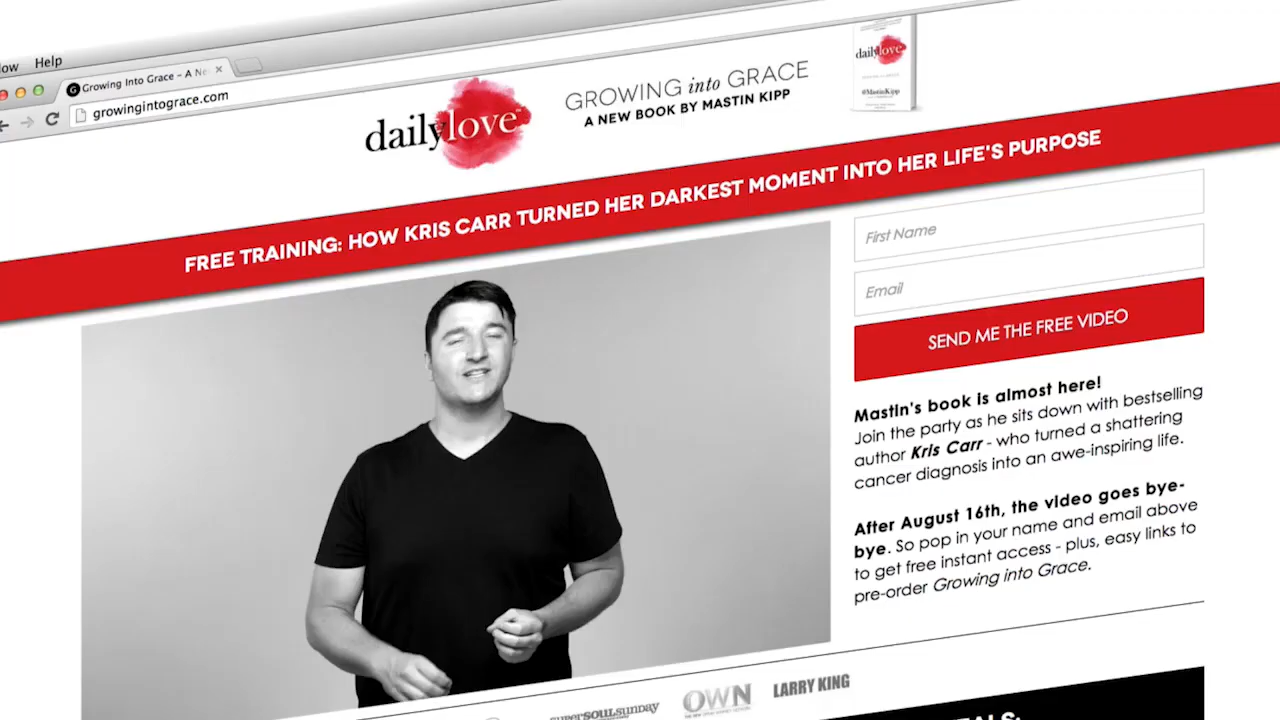 Help
Growing Into Grace – A Ne
growingintograce.com
dailylove
GROWING into GRACE
A NEW BOOK BY MASTIN KIPP
dailylove
@MastinKipp
FREE TRAINING: HOW KRIS CARR TURNED HER DARKEST MOMENT INTO HER LIFE'S PURPOSE
First Name
Email
SEND ME THE FREE VIDEO
Mastin's book is almost here!
Join the party as he sits down with bestselling
author Kris Carr - who turned a shattering
cancer diagnosis into an awe-inspiring life.
After August 16th, the video goes bye-
bye. So pop in your name and email above
to get free instant access - plus, easy links to
pre-order Growing into Grace.
SUPERSOULSUNDAY
OWN
LARRY KING